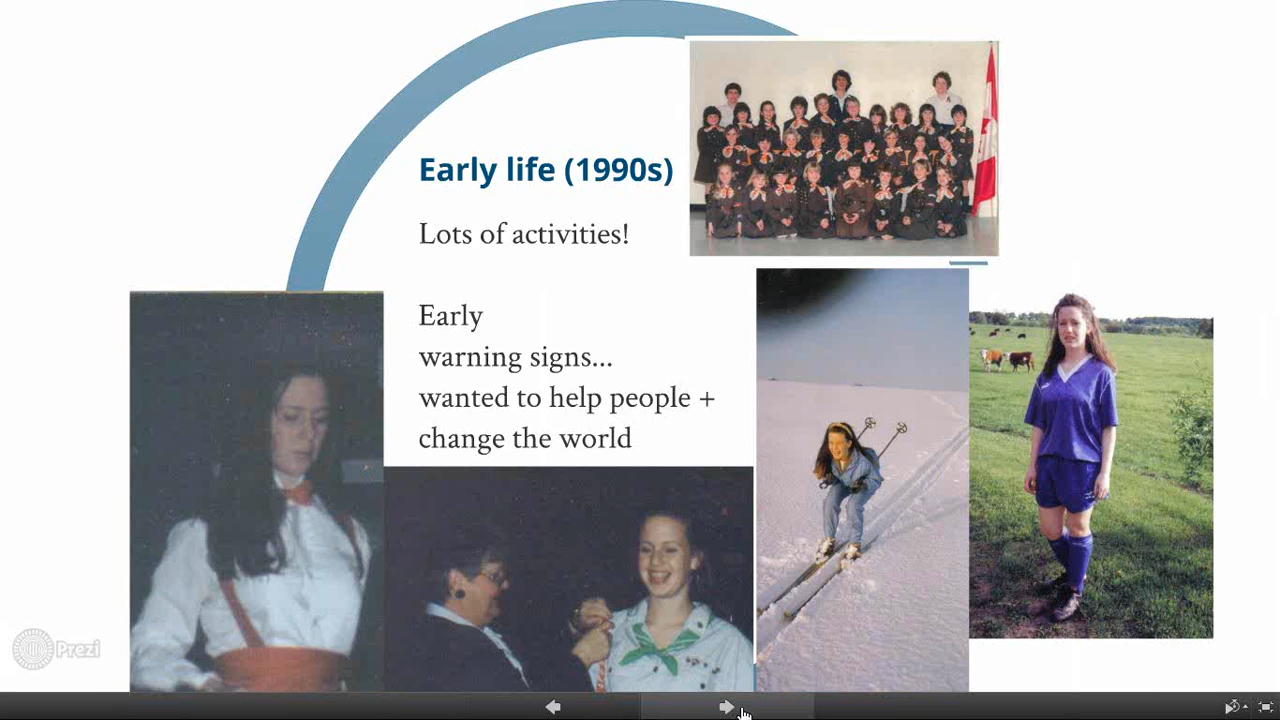 Early life (1990s)
Lots of activities!
Early
warning signs...
wanted to help people +
change the world
Prezi